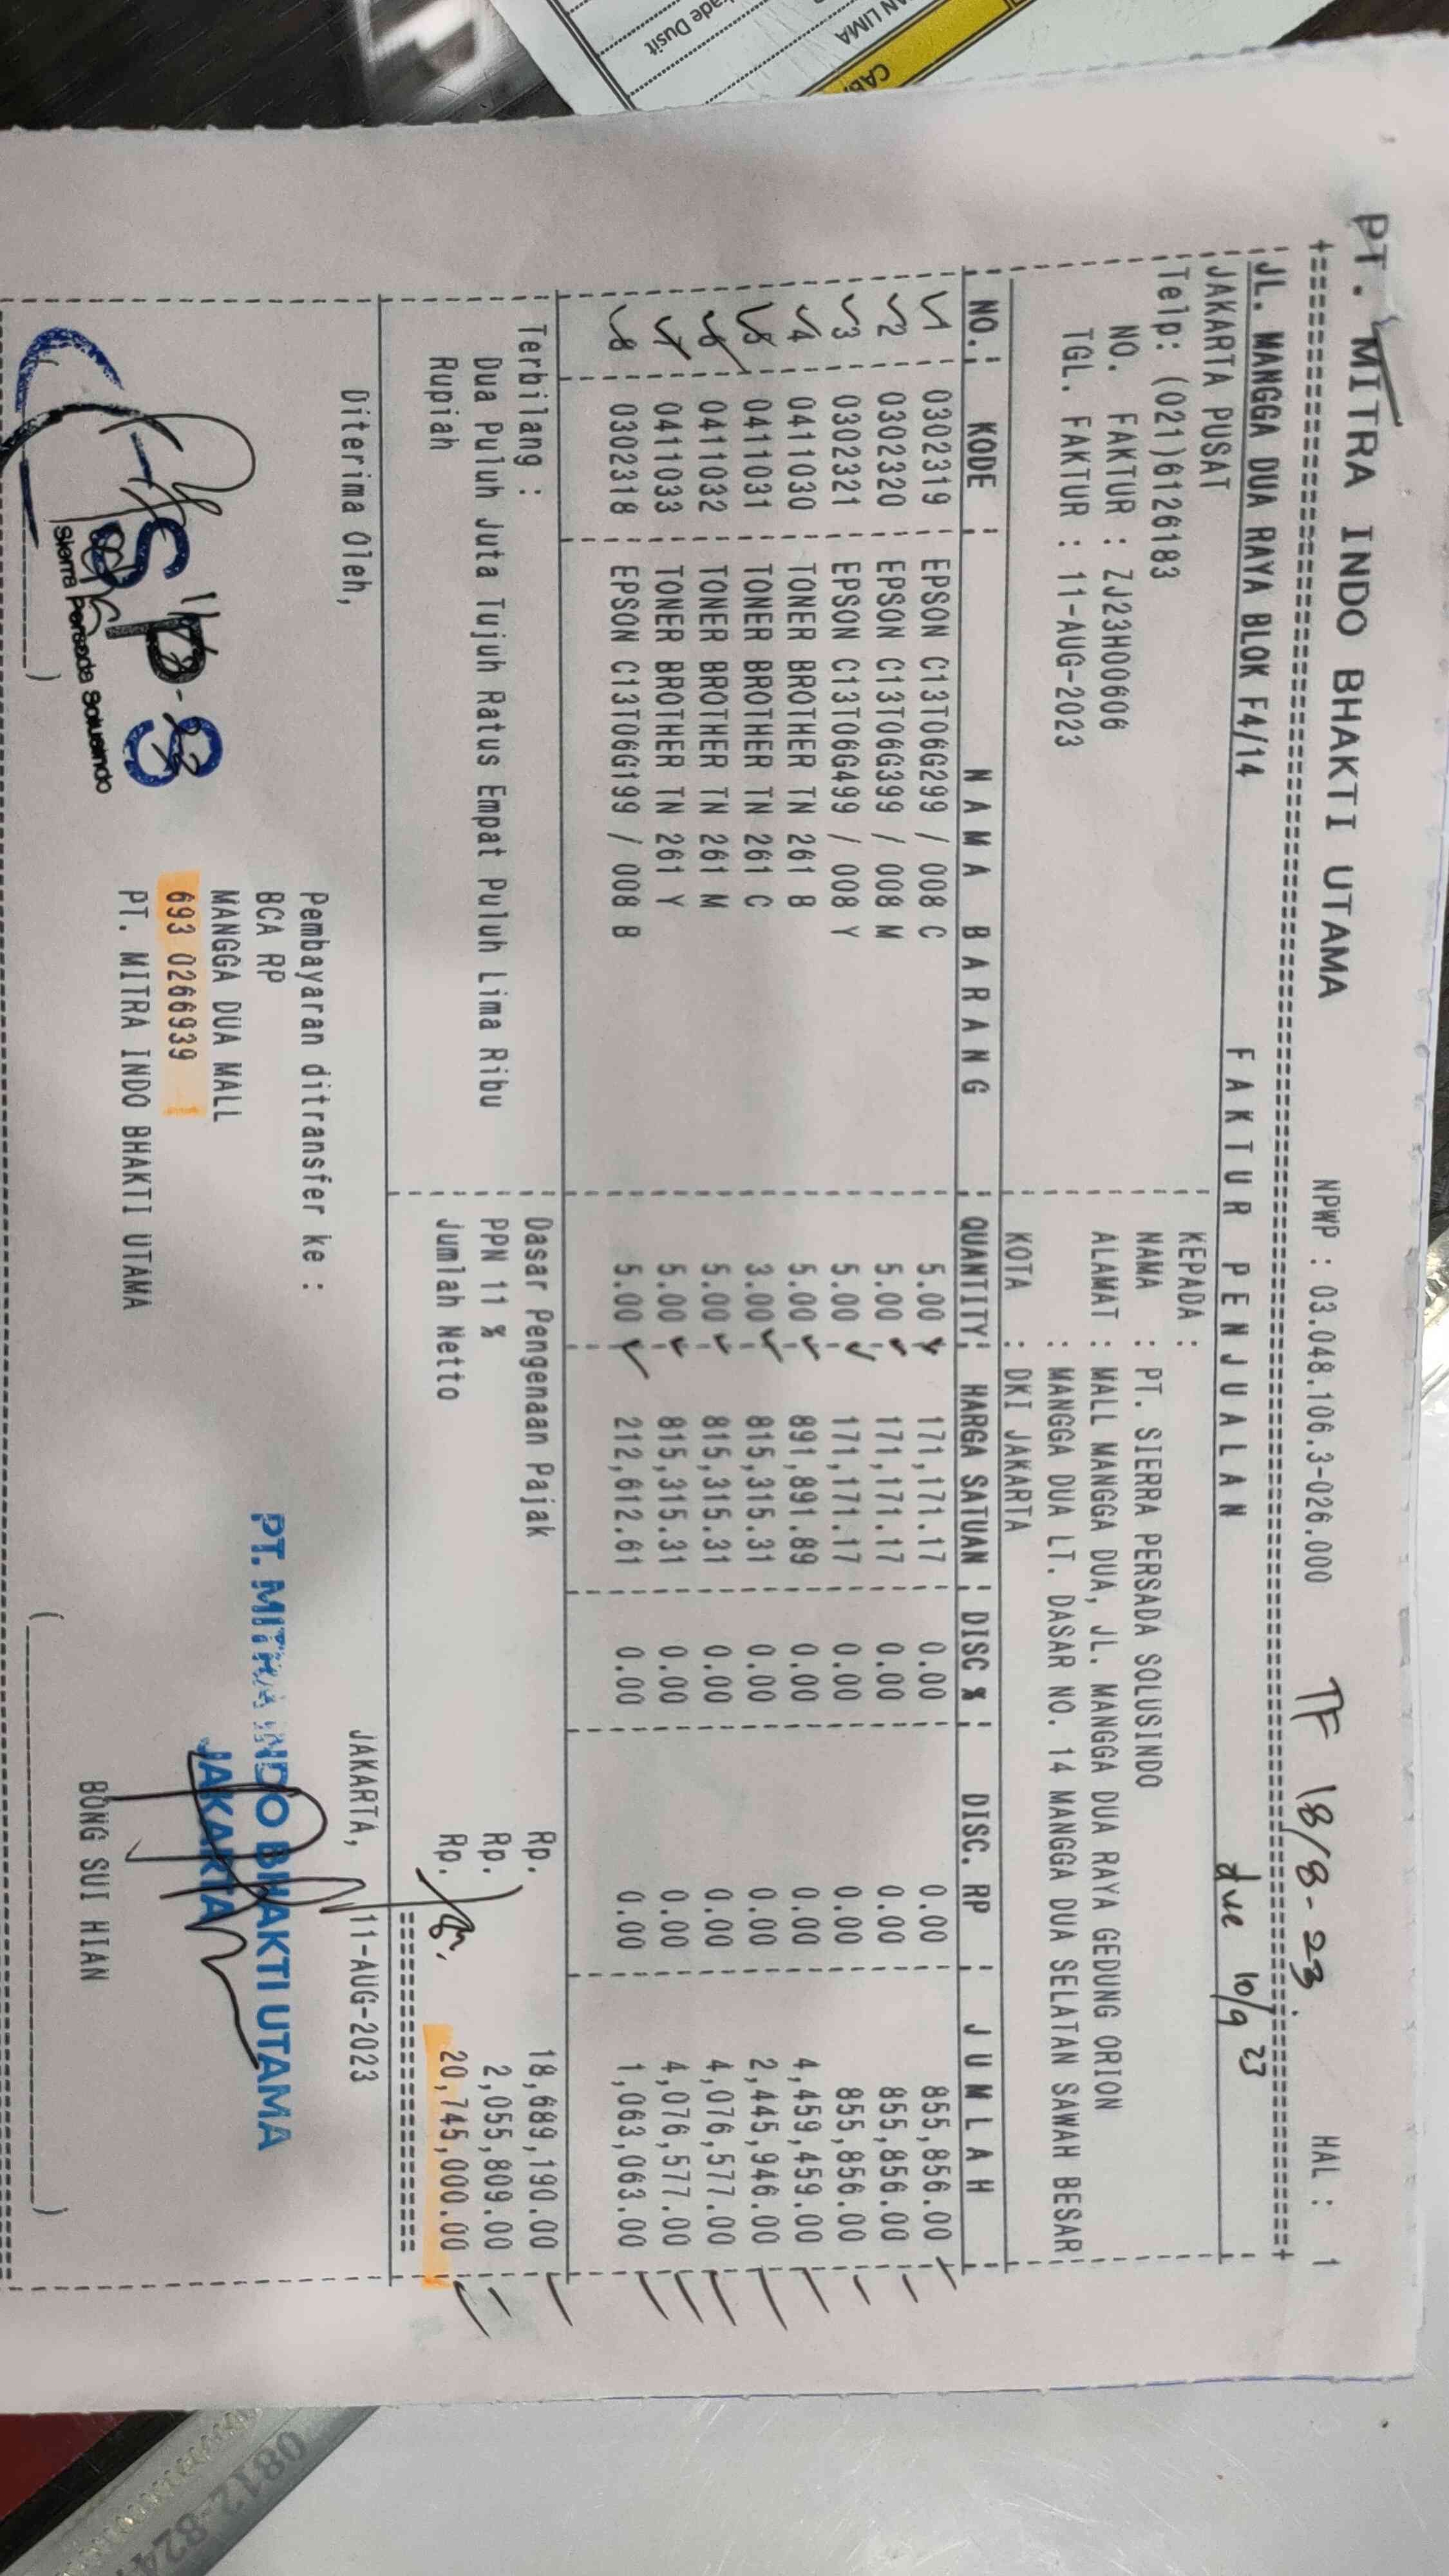 PT. MITRA INDO BHAKTI UTAMA NPWP : 03.048.106.3-026.000 TF 18/8-23. HAL : 1
JL. MANGGA DUA RAYA BLOK F4/14 F A K T U R P E N J U A L A N due 10/9 23
JAKARTA PUSAT KEPADA :
Telp: (021)6126183 NAMA : PT. SIERRA PERSADA SOLUSINDO
NO. FAKTUR : ZJ23H00606 ALAMAT : MALL MANGGA DUA, JL. MANGGA DUA RAYA GEDUNG ORION
TGL. FAKTUR : 11-AUG-2023 : MANGGA DUA LT. DASAR NO. 14 MANGGA DUA SELATAN SAWAH BESAR
KOTA : DKI JAKARTA
NO. KODE N A M A B A R A N G QUANTITY HARGA SATUAN DISC % DISC. RP J U M L A H
1 0302319 EPSON C13T06G299 / 008 C 5.00 171,171.17 0.00 0.00 855,856.00
2 0302320 EPSON C13T06G399 / 008 M 5.00 171,171.17 0.00 0.00 855,856.00
3 0302321 EPSON C13T06G499 / 008 Y 5.00 171,171.17 0.00 0.00 855,856.00
4 0411030 TONER BROTHER TN 261 B 5.00 891,891.89 0.00 0.00 4,459,459.00
5 0411031 TONER BROTHER TN 261 C 3.00 815,315.31 0.00 0.00 2,445,946.00
6 0411032 TONER BROTHER TN 261 M 5.00 815,315.31 0.00 0.00 4,076,577.00
7 0411033 TONER BROTHER TN 261 Y 5.00 815,315.31 0.00 0.00 4,076,577.00
8 0302318 EPSON C13T06G199 / 008 B 5.00 212,612.61 0.00 0.00 1,063,063.00
Terbilang : Dasar Pengenaan Pajak Rp. 18,689,190.00
Dua Puluh Juta Tujuh Ratus Empat Puluh Lima Ribu PPN 11 % Rp. 2,055,809.00
Rupiah Jumlah Netto Rp. 20,745,000.00
Diterima Oleh, JAKARTA, 11-AUG-2023
Pembayaran ditransfer ke :
BCA RP
MANGGA DUA MALL
693 0266939
PT. MITRA INDO BHAKTI UTAMA
SPS
Sierra Persada Solusindo
PT. MITRA INDO BHAKTI UTAMA
JAKARTA
BONG SUI HIAN
AN LIMA
ade Dusit
CAB
0812-824